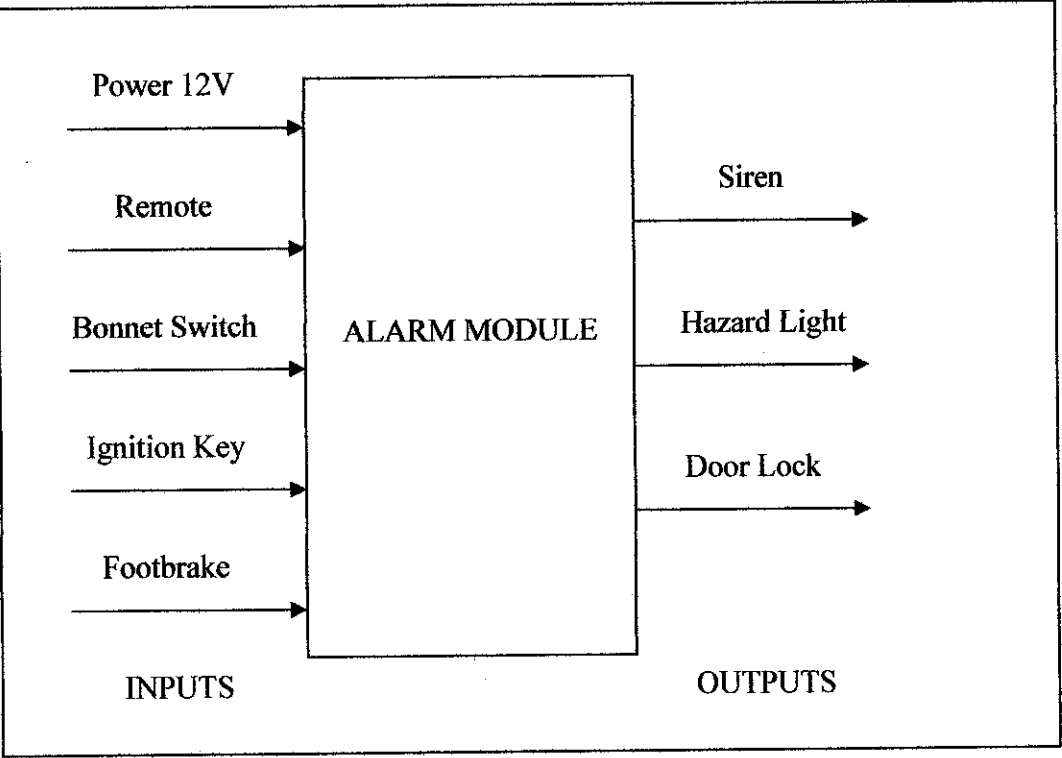 Power 12V
Remote
Bonnet Switch
Ignition Key
Footbrake
INPUTS
ALARM MODULE
Siren
Hazard Light
Door Lock
OUTPUTS